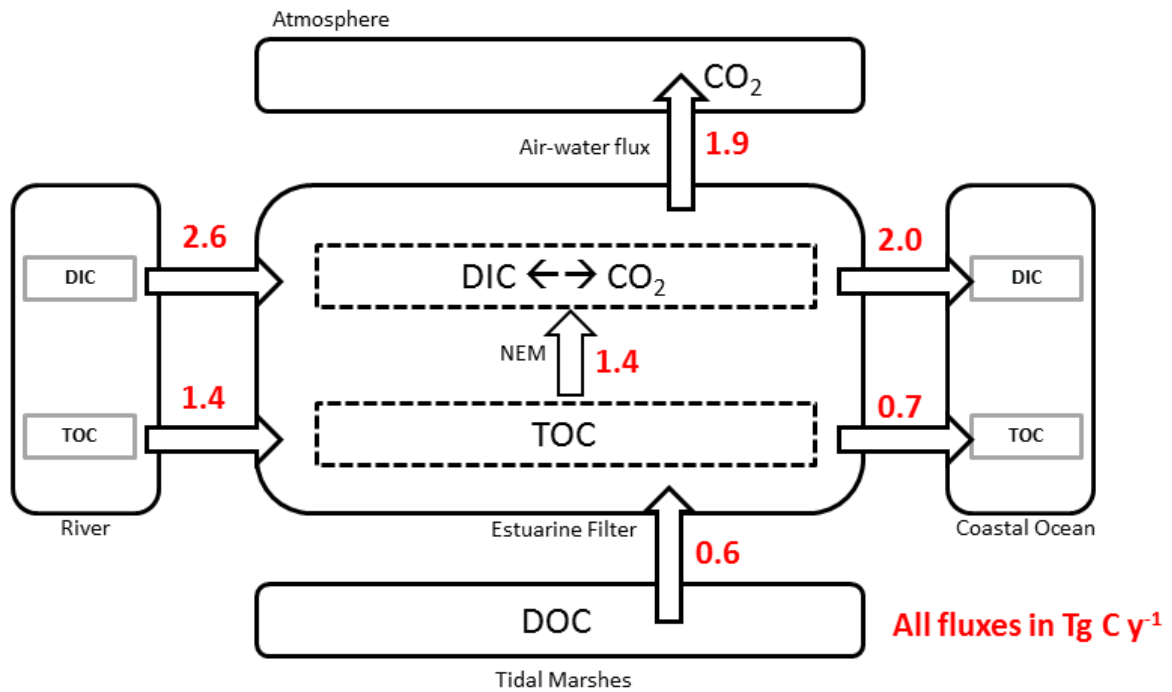 Atmosphere
CO₂
Air-water flux
1.9
2.6
2.0
DIC
DIC ←--→ CO₂
DIC
NEM
1.4
1.4
0.7
TOC
TOC
TOC
River
Estuarine Filter
Coastal Ocean
0.6
DOC
All fluxes in Tg C y⁻¹
Tidal Marshes